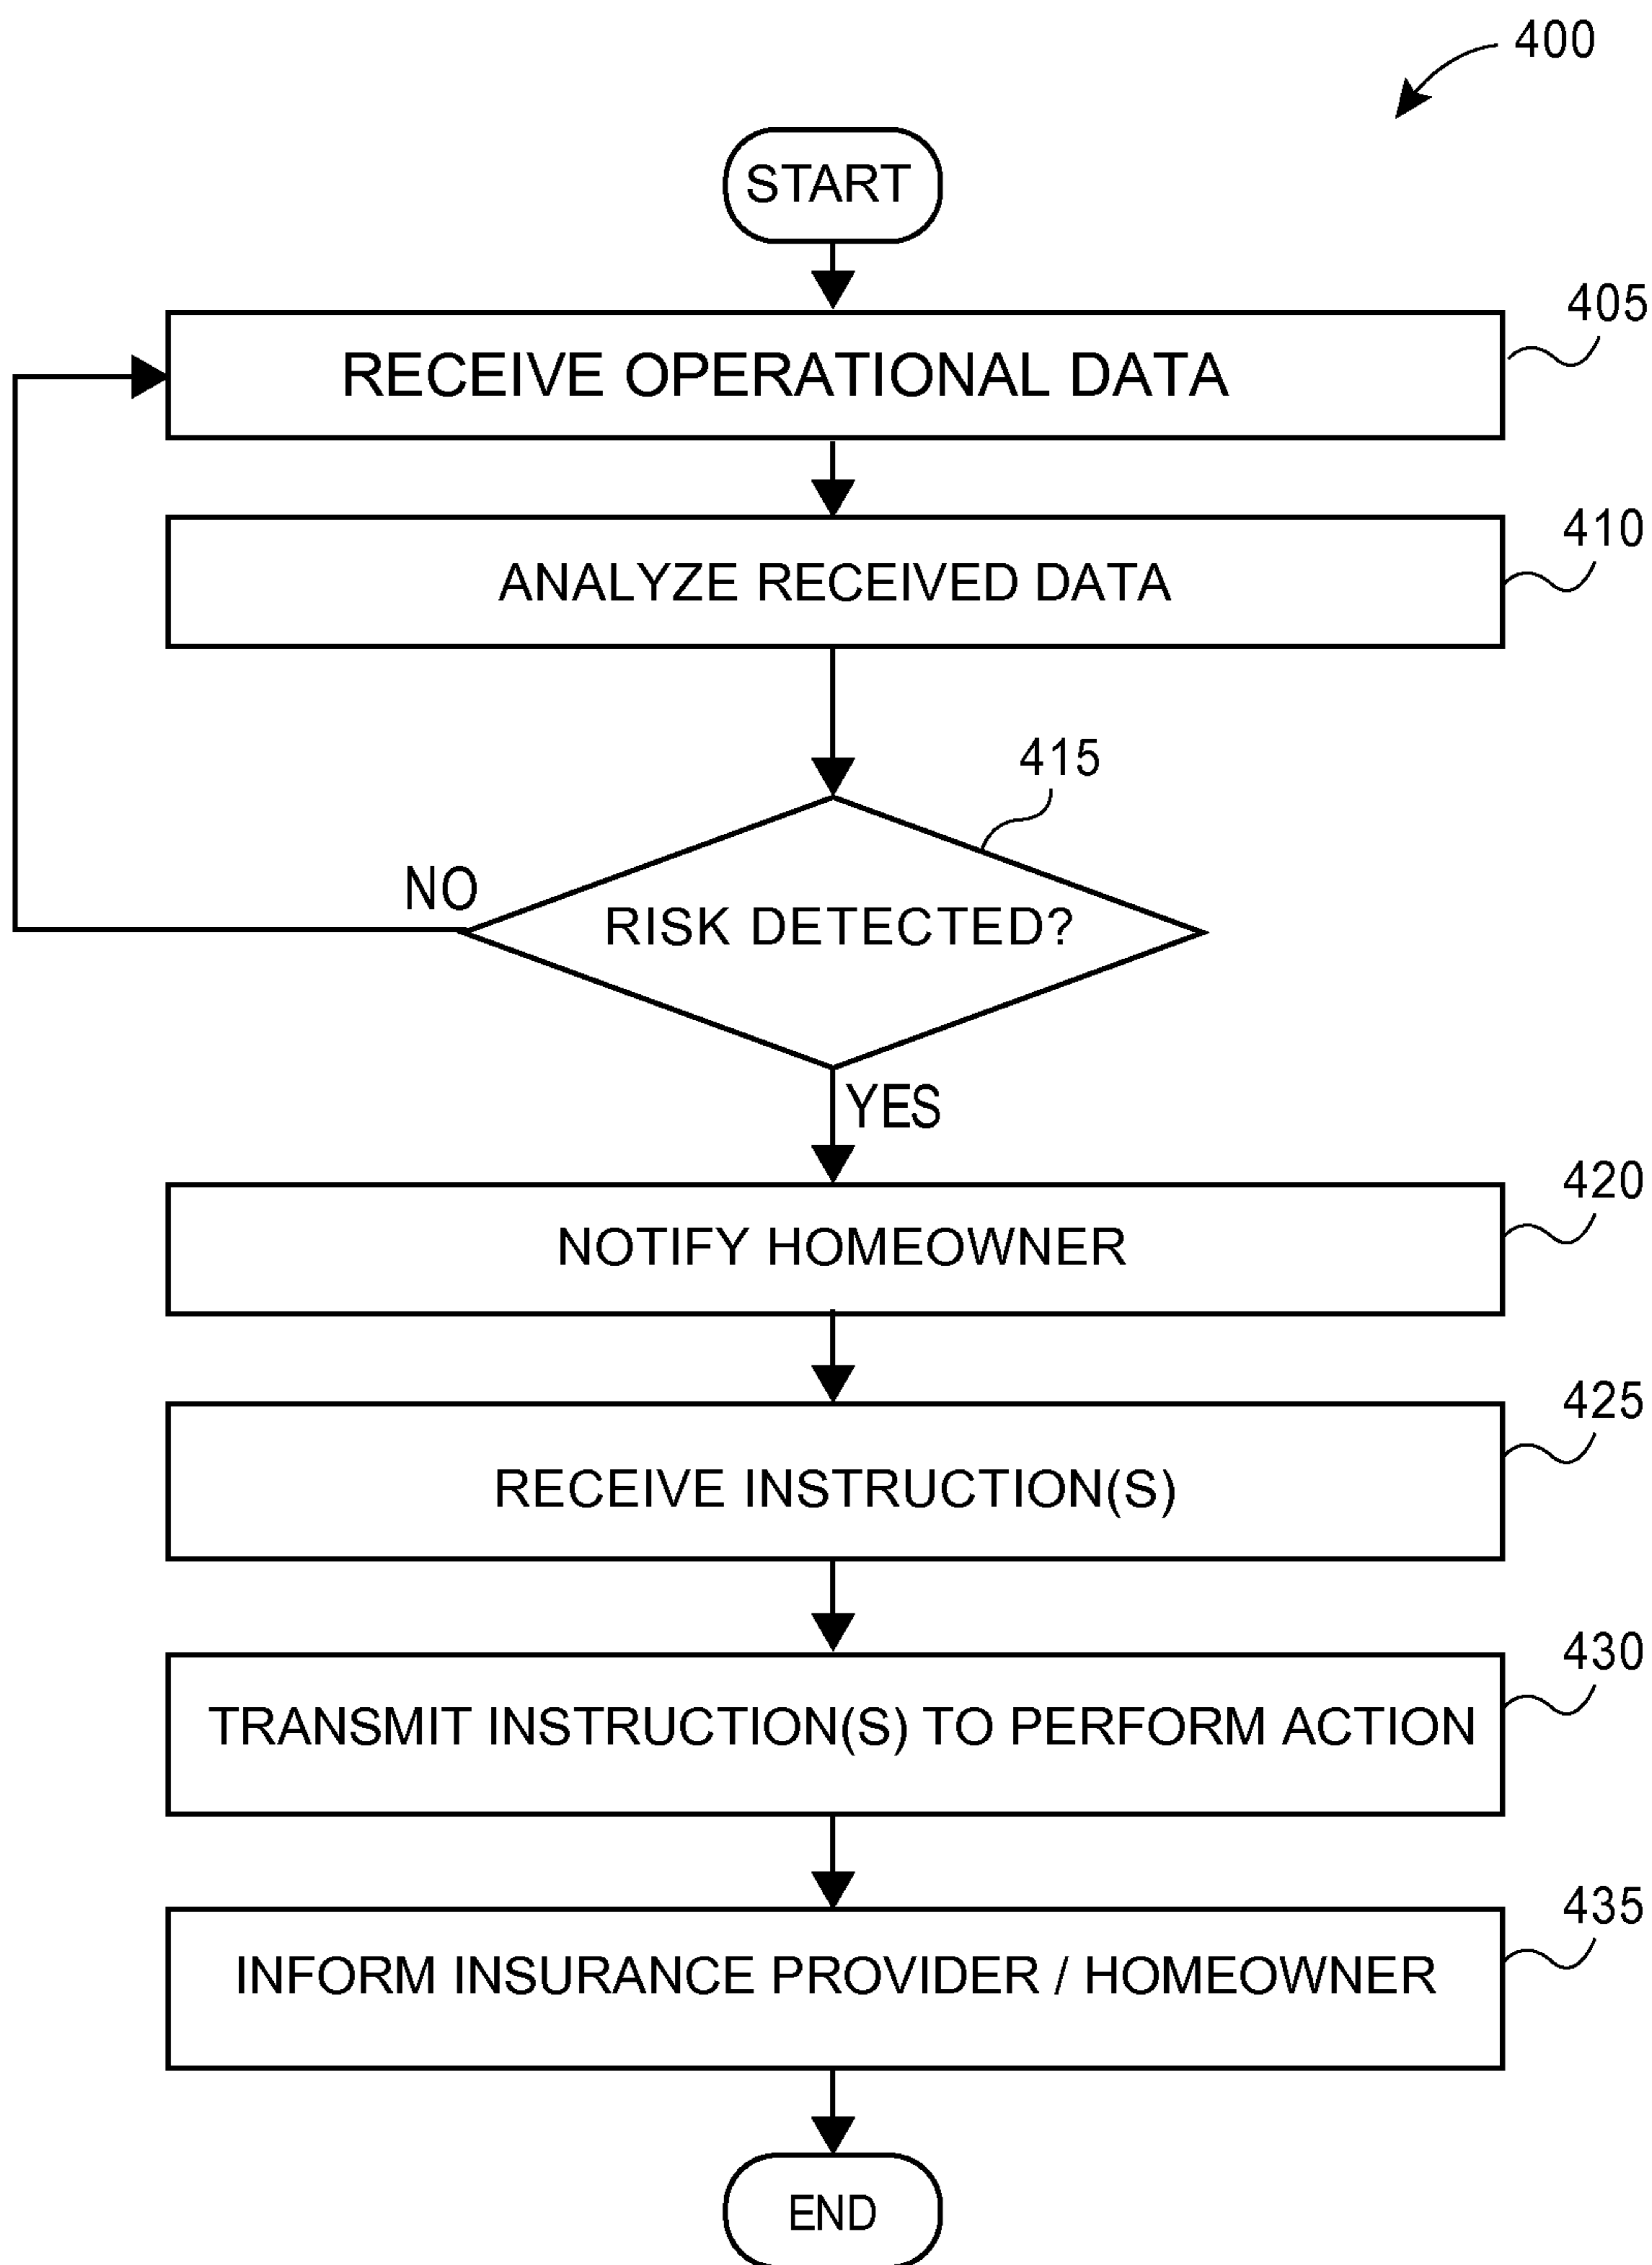 400
START
405
RECEIVE OPERATIONAL DATA
410
ANALYZE RECEIVED DATA
415
NO
RISK DETECTED?
YES
420
NOTIFY HOMEOWNER
425
RECEIVE INSTRUCTION(S)
430
TRANSMIT INSTRUCTION(S) TO PERFORM ACTION
435
INFORM INSURANCE PROVIDER / HOMEOWNER
END